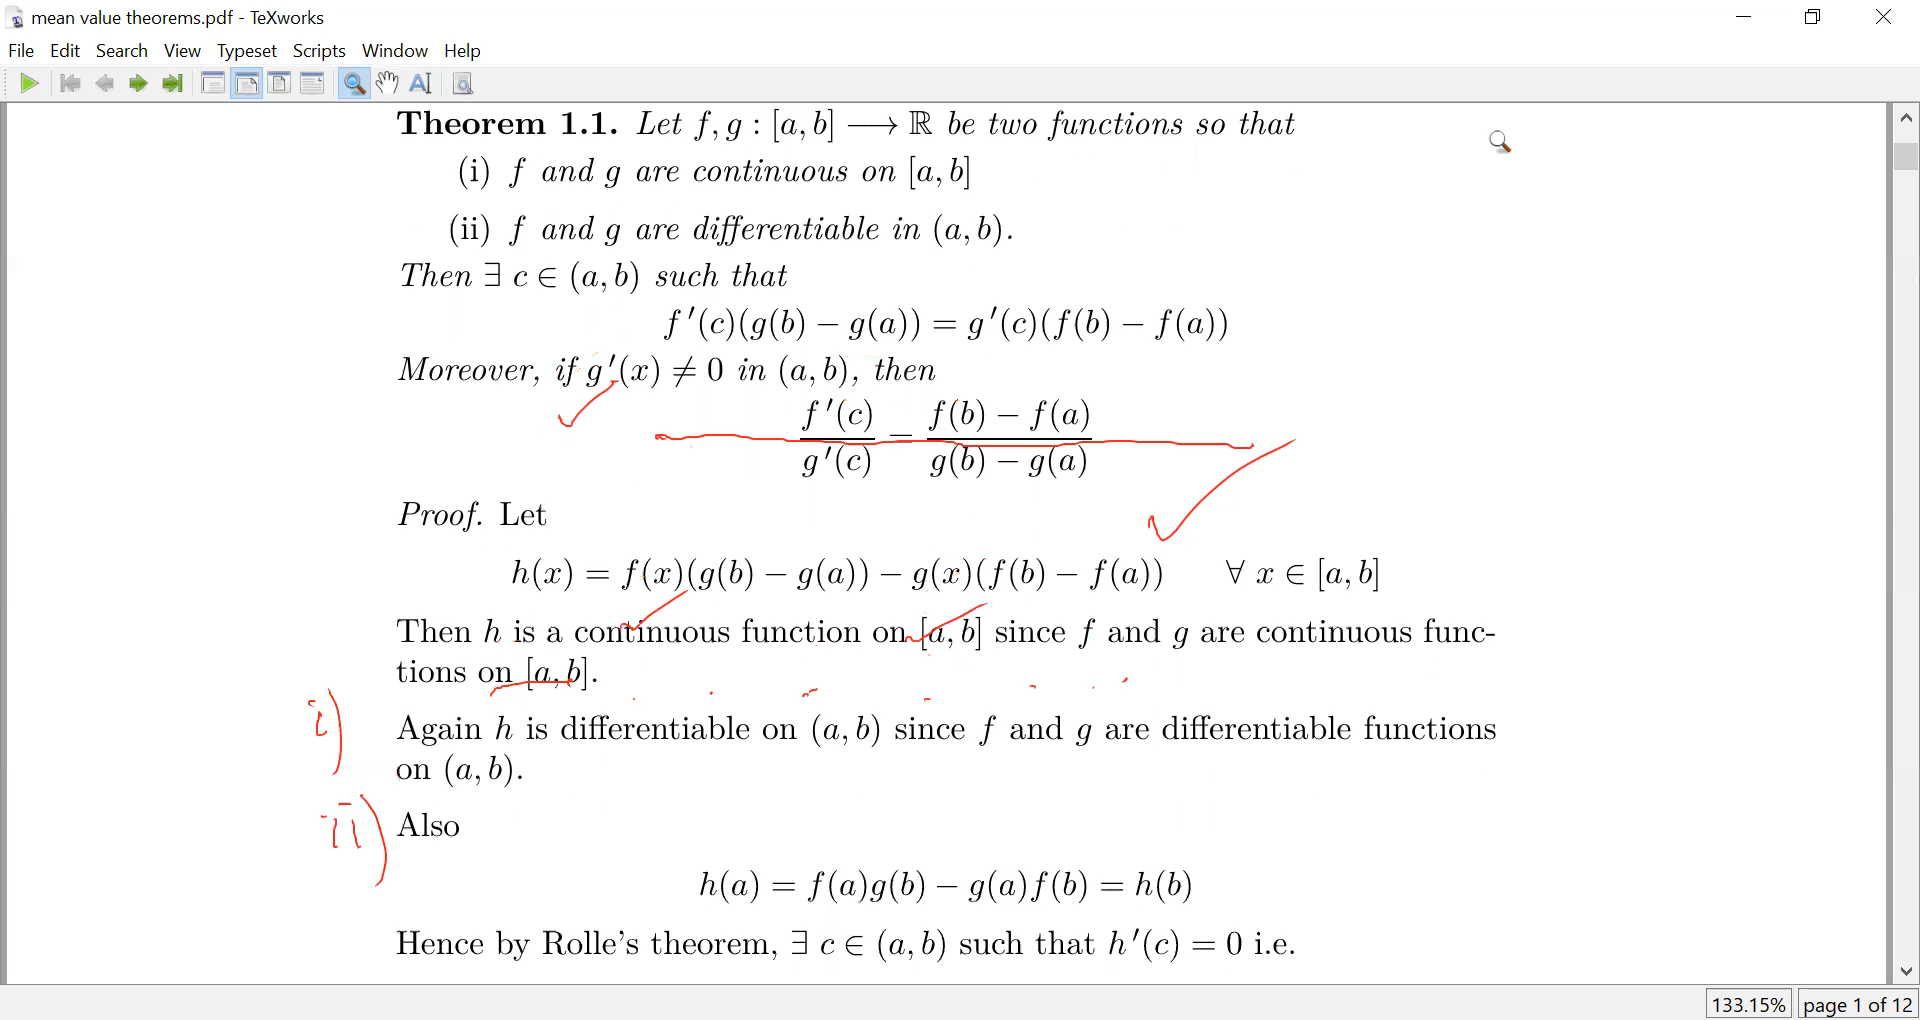 mean value theorems.pdf - TeXworks
File Edit Search View Typeset Scripts Window Help
Theorem 1.1. Let f, g : [a, b] ⟶ ℝ be two functions so that
(i) f and g are continuous on [a, b]
(ii) f and g are differentiable in (a, b).
Then ∃ c ∈ (a, b) such that
f ′(c)(g(b) − g(a)) = g ′(c)(f(b) − f(a))
Moreover, if g ′(x) ≠ 0 in (a, b), then
f ′(c) / g ′(c) = (f(b) − f(a)) / (g(b) − g(a))
Proof. Let
h(x) = f(x)(g(b) − g(a)) − g(x)(f(b) − f(a)) ∀ x ∈ [a, b]
Then h is a continuous function on [a, b] since f and g are continuous func-
tions on [a, b].
i)
Again h is differentiable on (a, b) since f and g are differentiable functions
on (a, b).
ii)
Also
h(a) = f(a)g(b) − g(a)f(b) = h(b)
Hence by Rolle's theorem, ∃ c ∈ (a, b) such that h ′(c) = 0 i.e.
133.15% page 1 of 12